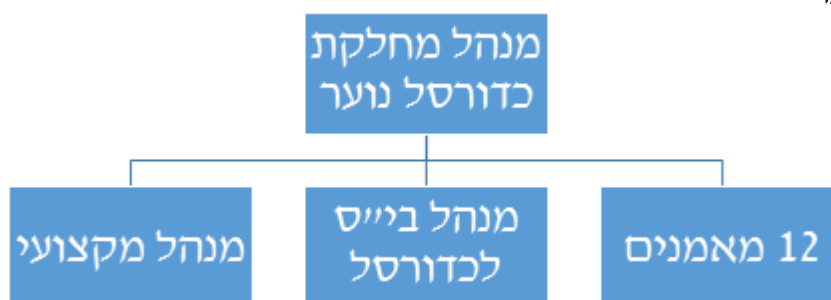 מנהל מחלקת
כדורסל נוער
12 מאמנים
מנהל בי״ס
לכדורסל
מנהל מקצועי